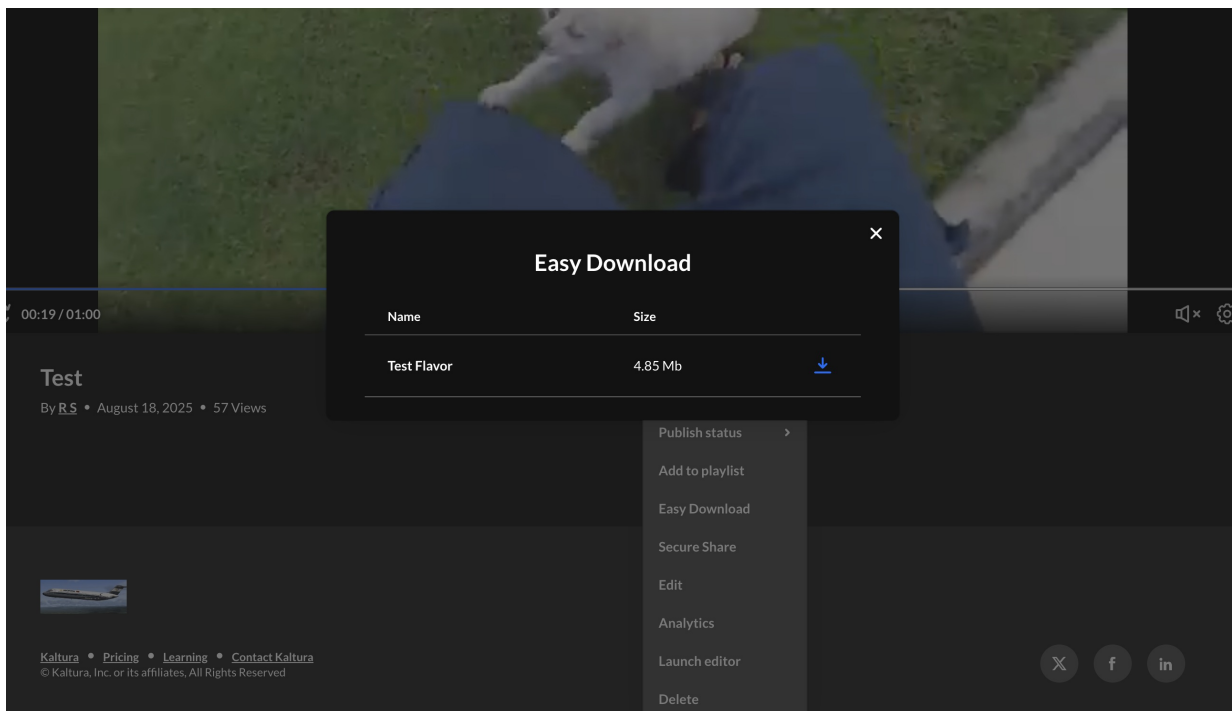 Easy Download
Name Size
Test Flavor 4.85 Mb
00:19 / 01:00
Test
By R S • August 18, 2025 • 57 Views
Publish status
Add to playlist
Easy Download
Secure Share
Edit
Analytics
Launch editor
Delete
Kaltura • Pricing • Learning • Contact Kaltura
© Kaltura, Inc. or its affiliates, All Rights Reserved
X f in